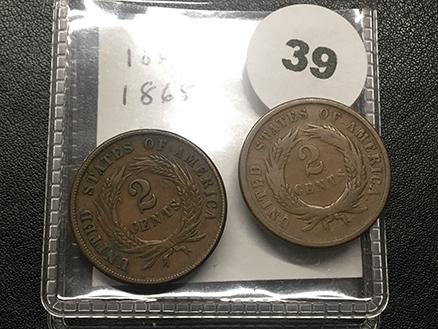 39
1865
UNITED STATES OF AMERICA
2
CENTS
UNITED STATES OF AMERICA
2
CENTS